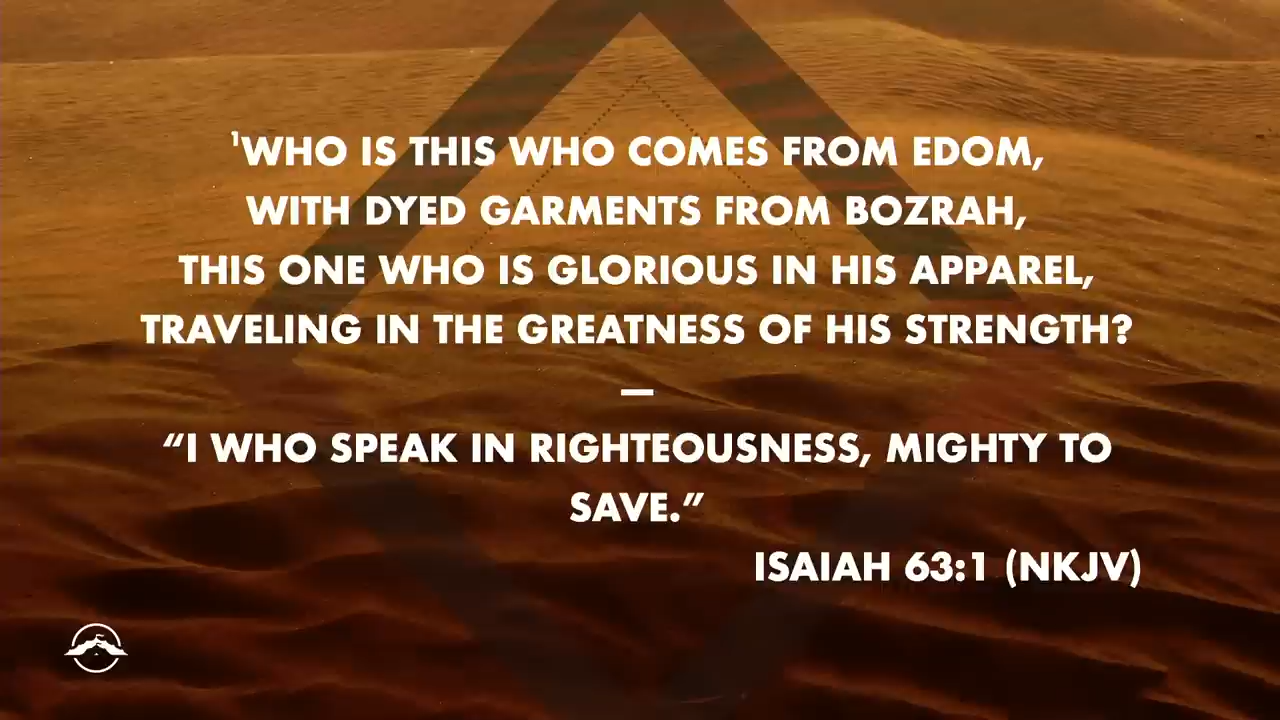 ¹WHO IS THIS WHO COMES FROM EDOM,
WITH DYED GARMENTS FROM BOZRAH,
THIS ONE WHO IS GLORIOUS IN HIS APPAREL,
TRAVELING IN THE GREATNESS OF HIS STRENGTH?
—
“I WHO SPEAK IN RIGHTEOUSNESS, MIGHTY TO
SAVE.”
ISAIAH 63:1 (NKJV)